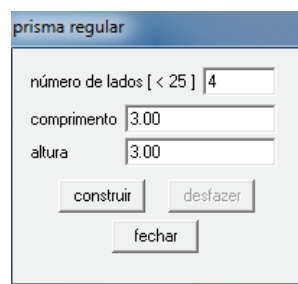 prisma regular
número de lados [ < 25 ] 4
comprimento 3.00
altura 3.00
construir desfazer
fechar